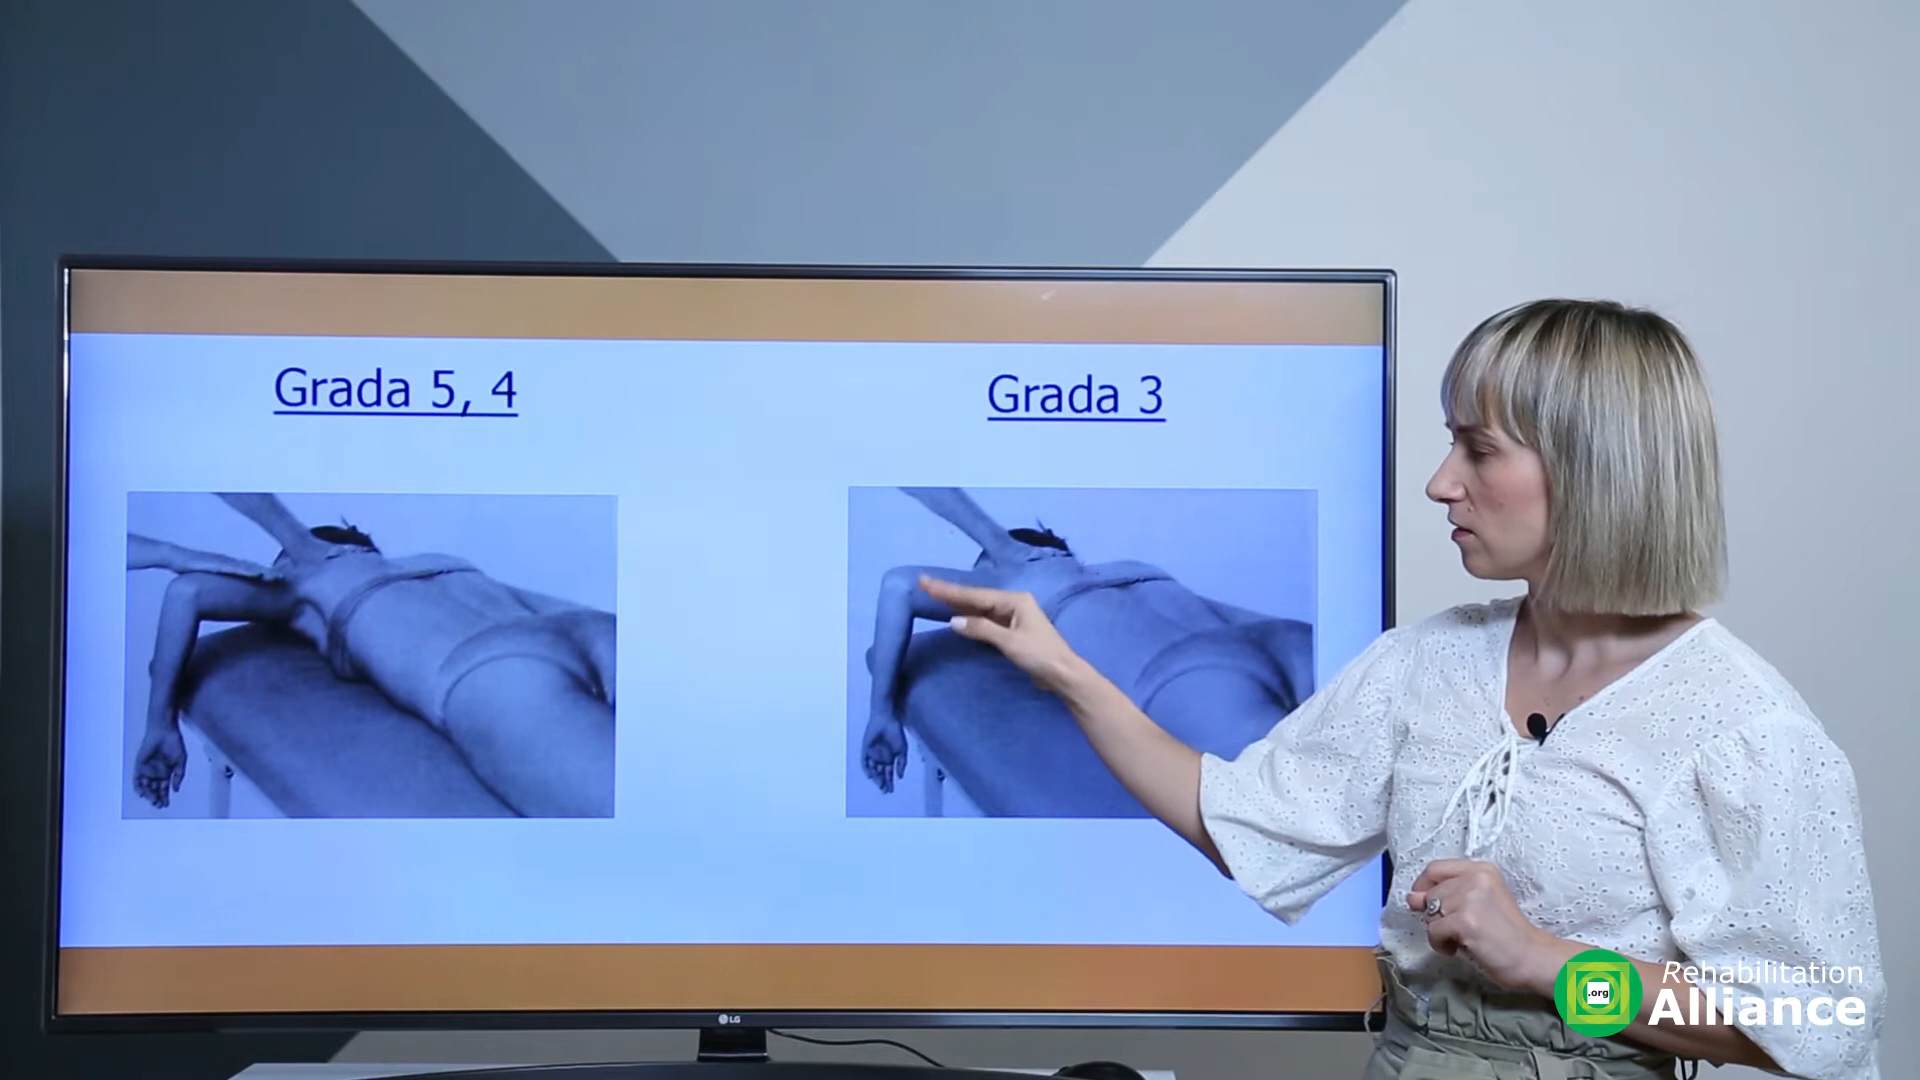 Grada 5, 4
Grada 3
LG
.org
Rehabilitation
Alliance